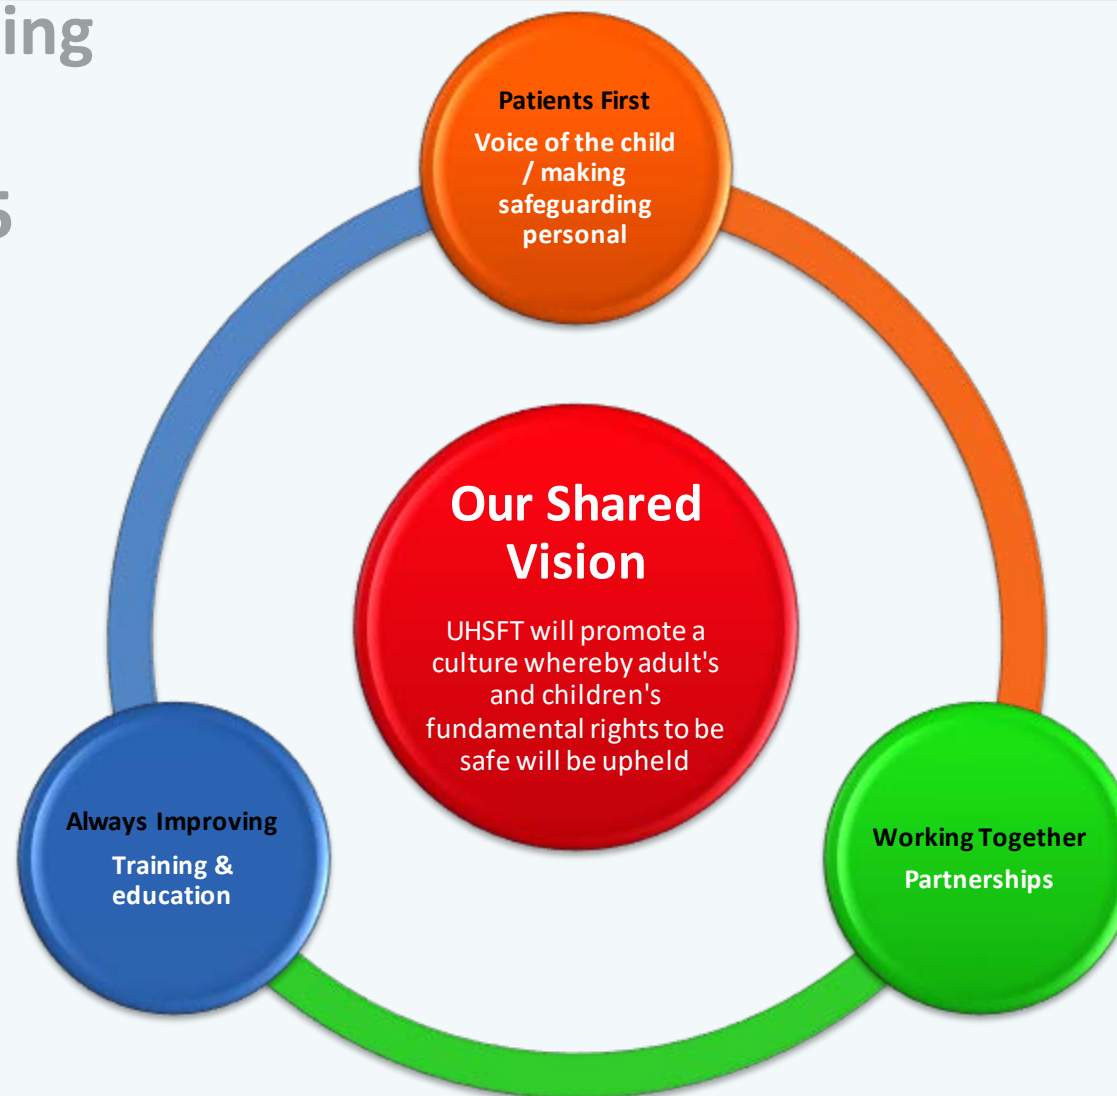 ing
5
Patients First
Voice of the child
/ making
safeguarding
personal
Our Shared
Vision
UHSFT will promote a
culture whereby adult's
and children's
fundamental rights to be
safe will be upheld
Always Improving
Training &
education
Working Together
Partnerships